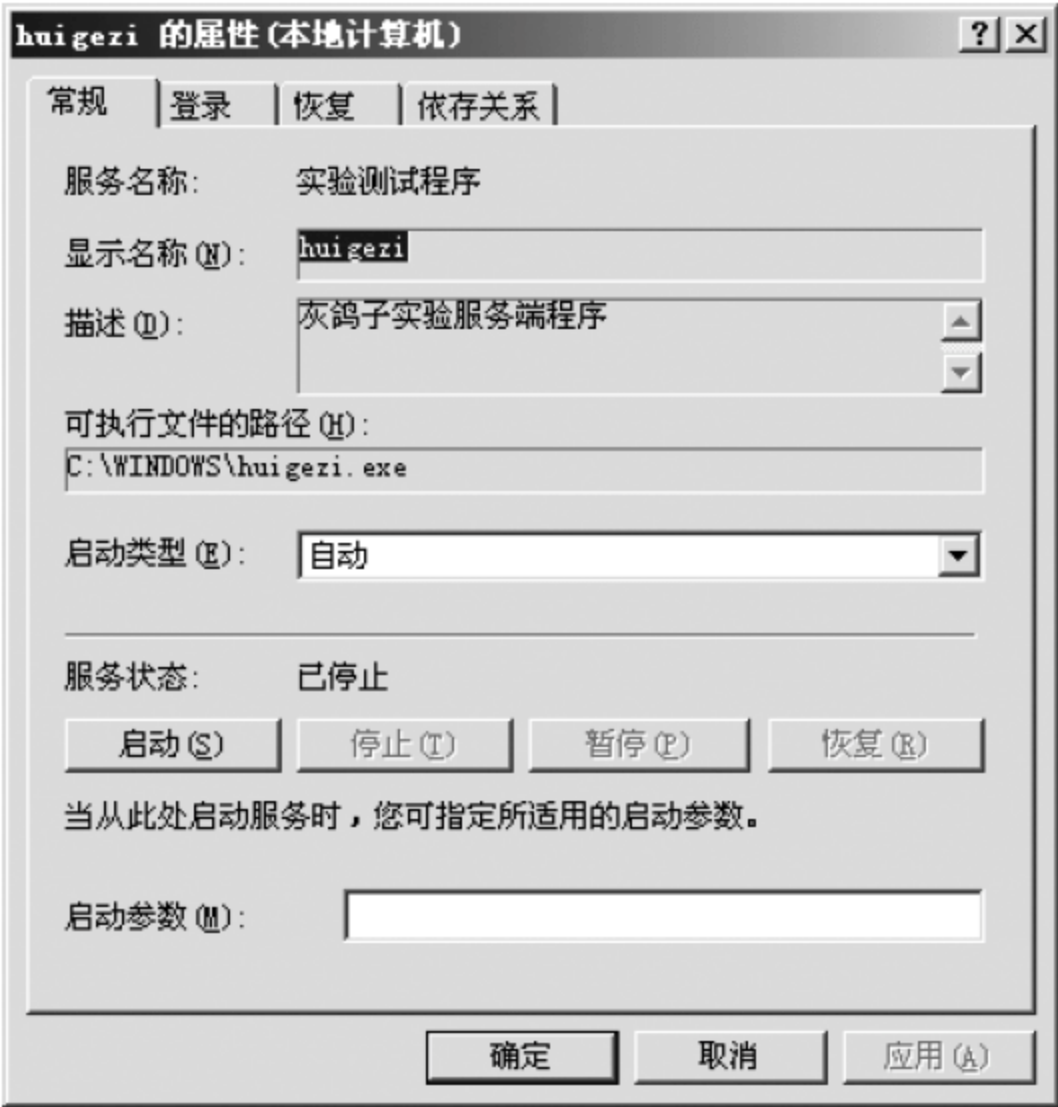 huigezi 的属性(本地计算机)
常规 登录 恢复 依存关系
服务名称: 实验测试程序
显示名称(N): huigezi
描述(D): 灰鸽子实验服务端程序
可执行文件的路径(H):
C:\WINDOWS\huigezi.exe
启动类型(E): 自动
服务状态: 已停止
启动(S) 停止(T) 暂停(P) 恢复(R)
当从此处启动服务时，您可指定所适用的启动参数。
启动参数(M):
确定 取消 应用(A)